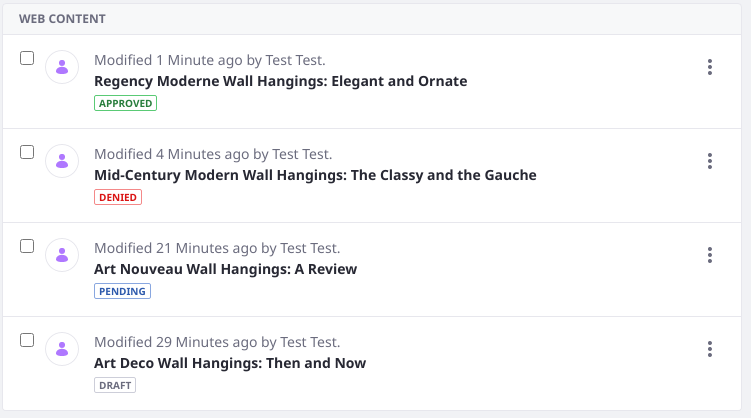 WEB CONTENT
Modified 1 Minute ago by Test Test.
Regency Moderne Wall Hangings: Elegant and Ornate
APPROVED
Modified 4 Minutes ago by Test Test.
Mid-Century Modern Wall Hangings: The Classy and the Gauche
DENIED
Modified 21 Minutes ago by Test Test.
Art Nouveau Wall Hangings: A Review
PENDING
Modified 29 Minutes ago by Test Test.
Art Deco Wall Hangings: Then and Now
DRAFT